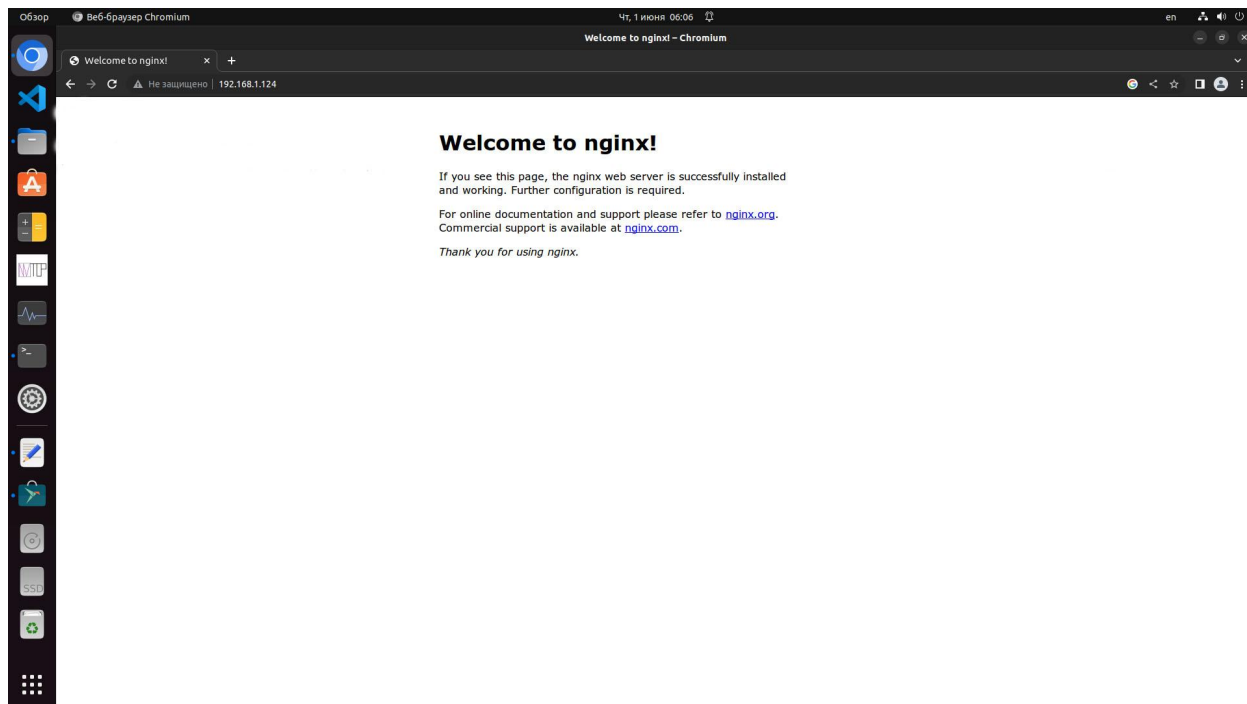 Обзор Веб-браузер Chromium Чт, 1 июня 06:06 en
Welcome to nginx! – Chromium
Welcome to nginx!
Не защищено 192.168.1.124
Welcome to nginx!
If you see this page, the nginx web server is successfully installed
and working. Further configuration is required.
For online documentation and support please refer to nginx.org.
Commercial support is available at nginx.com.
Thank you for using nginx.
SSD